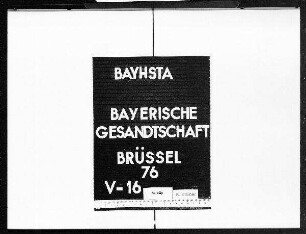 BAYHSTA
BAYERISCHE
GESANDTSCHAFT
BRÜSSEL
76
V-16